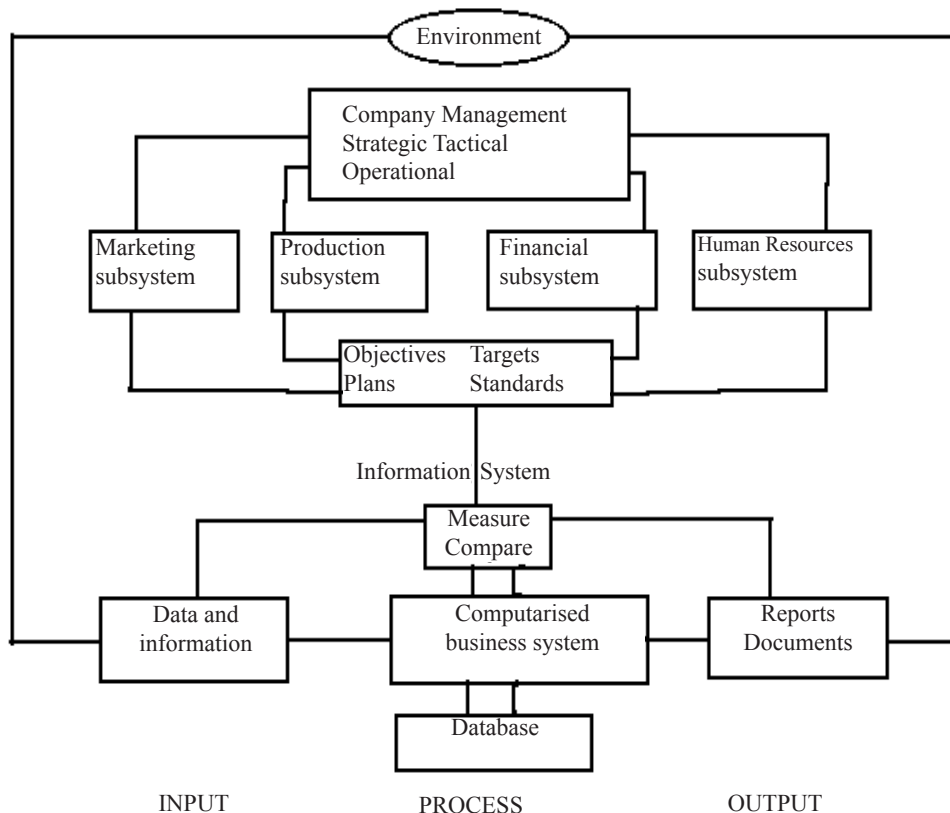 Environment
Company Management
Strategic Tactical
Operational
Marketing
subsystem
Production
subsystem
Financial
subsystem
Human Resources
subsystem
Objectives Targets
Plans Standards
Information System
Measure
Compare
Data and
information
Computarised
business system
Reports
Documents
Database
INPUT PROCESS OUTPUT